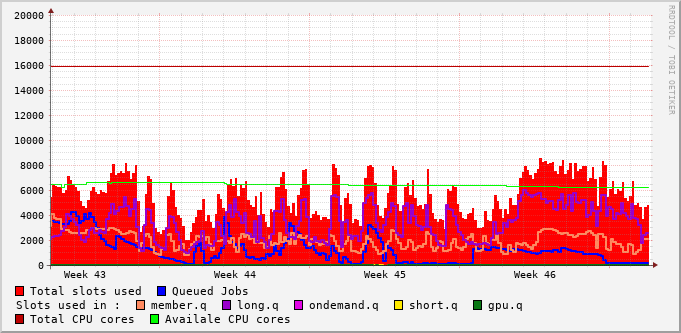 20000
18000
16000
14000
12000
10000
8000
6000
4000
2000
0
Week 43 Week 44 Week 45 Week 46
RRDTOOL / TOBI OETIKER
Total slots used Queued Jobs
Slots used in : member.q long.q ondemand.q short.q gpu.q
Total CPU cores Availale CPU cores